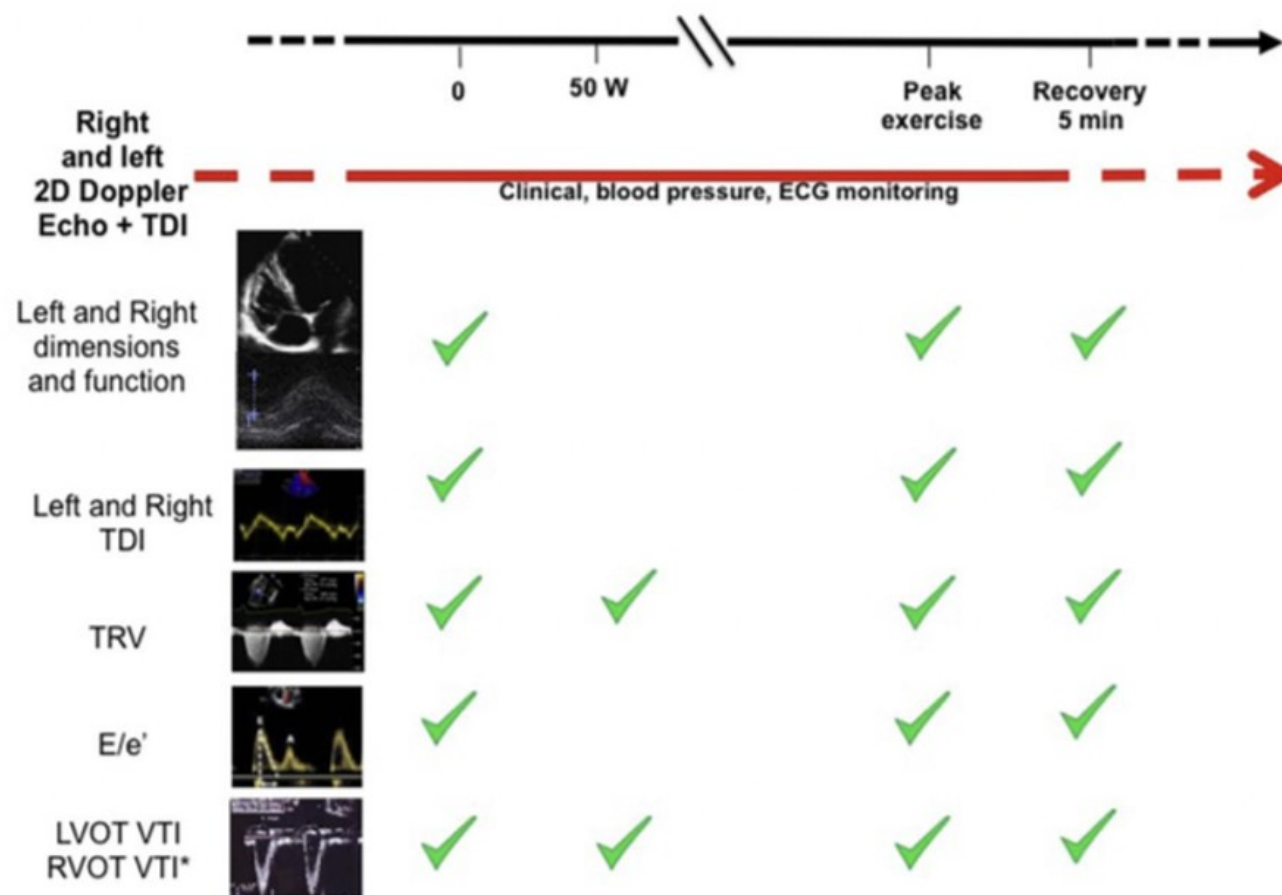 0
50 W
Peak
exercise
Recovery
5 min
Right
and left
2D Doppler
Echo + TDI
Clinical, blood pressure, ECG monitoring
Left and Right
dimensions
and function
Left and Right
TDI
TRV
E/e’
LVOT VTI
RVOT VTI*